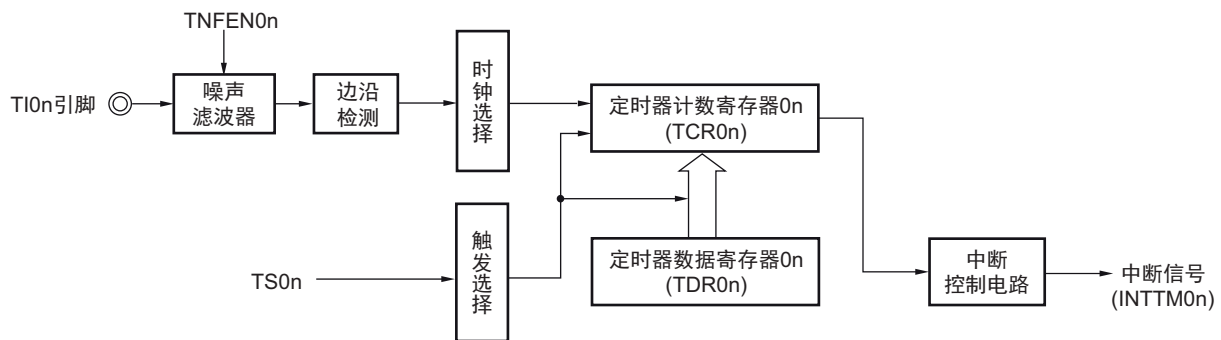 TNFEN0n
TI0n引脚
噪声
滤波器
边沿
检测
时钟选择
定时器计数寄存器0n
(TCR0n)
TS0n
触发选择
定时器数据寄存器0n
(TDR0n)
中断
控制电路
中断信号
(INTTM0n)